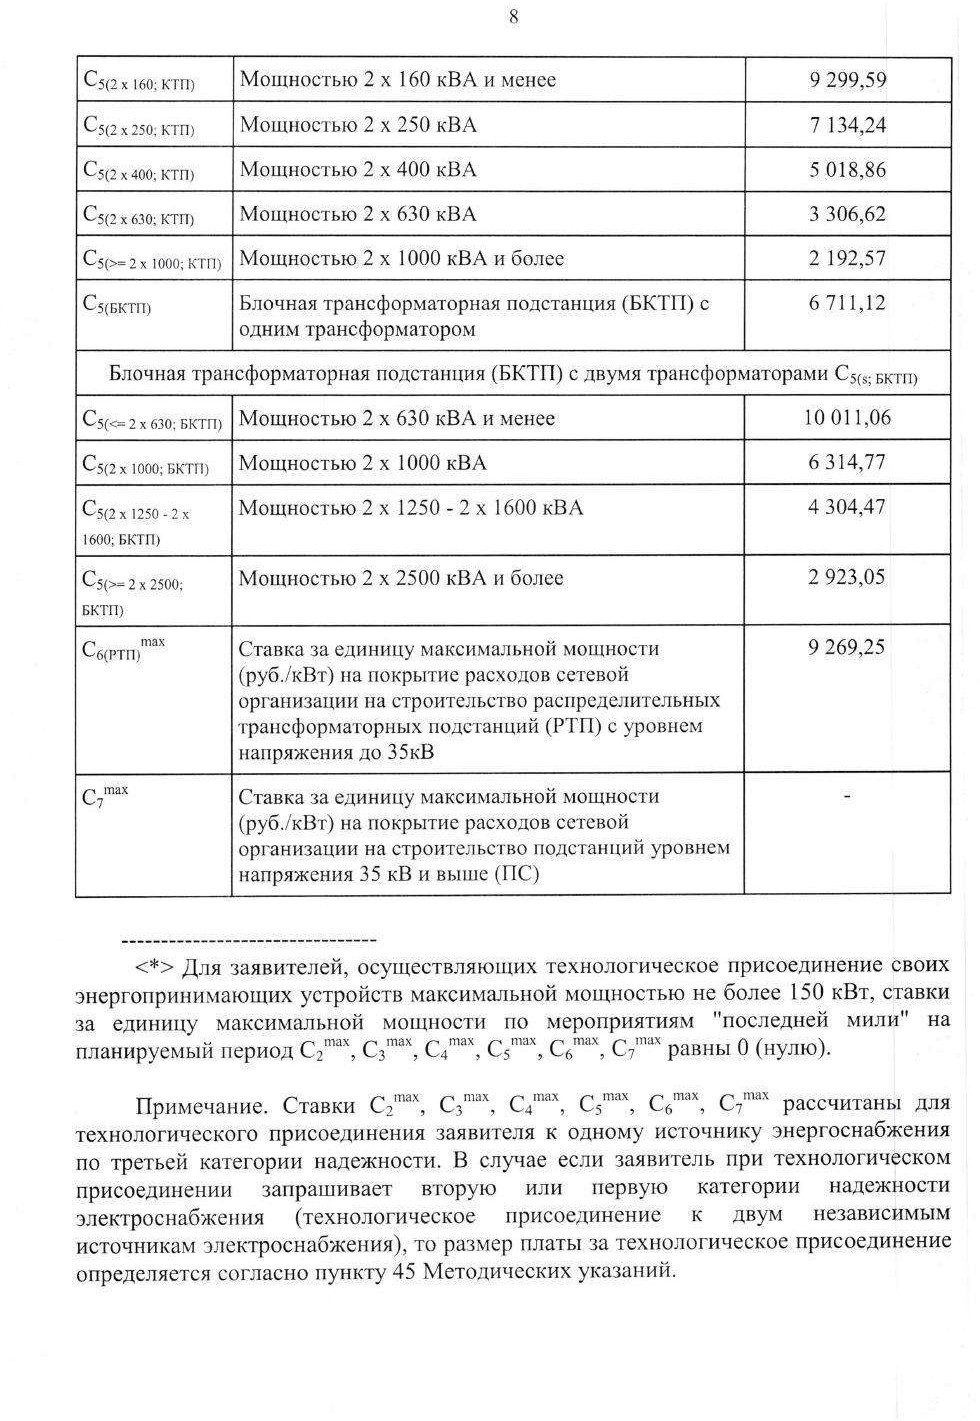 8
C5(2 x 160; КТП) Мощностью 2 x 160 кВА и менее 9 299,59
C5(2 x 250; КТП) Мощностью 2 x 250 кВА 7 134,24
C5(2 x 400; КТП) Мощностью 2 x 400 кВА 5 018,86
C5(2 x 630; КТП) Мощностью 2 x 630 кВА 3 306,62
C5(>= 2 x 1000; КТП) Мощностью 2 x 1000 кВА и более 2 192,57
C5(БКТП) Блочная трансформаторная подстанция (БКТП) с 6 711,12
одним трансформатором
Блочная трансформаторная подстанция (БКТП) с двумя трансформаторами C5(s; БКТП)
C5(<= 2 x 630; БКТП) Мощностью 2 x 630 кВА и менее 10 011,06
C5(2 x 1000; БКТП) Мощностью 2 x 1000 кВА 6 314,77
C5(2 x 1250 - 2 x Мощностью 2 x 1250 - 2 x 1600 кВА 4 304,47
1600; БКТП)
C5(>= 2 x 2500; Мощностью 2 x 2500 кВА и более 2 923,05
БКТП)
C6(РТП)max Ставка за единицу максимальной мощности 9 269,25
(руб./кВт) на покрытие расходов сетевой
организации на строительство распределительных
трансформаторных подстанций (РТП) с уровнем
напряжения до 35кВ
C7max Ставка за единицу максимальной мощности -
(руб./кВт) на покрытие расходов сетевой
организации на строительство подстанций уровнем
напряжения 35 кВ и выше (ПС)
--------------------------------
<*> Для заявителей, осуществляющих технологическое присоединение своих
энергопринимающих устройств максимальной мощностью не более 150 кВт, ставки
за единицу максимальной мощности по мероприятиям "последней мили" на
планируемый период C2max, C3max, C4max, C5max, C6max, C7max равны 0 (нулю).
Примечание. Ставки C2max, C3max, C4max, C5max, C6max, C7max рассчитаны для
технологического присоединения заявителя к одному источнику энергоснабжения
по третьей категории надежности. В случае если заявитель при технологическом
присоединении запрашивает вторую или первую категории надежности
электроснабжения (технологическое присоединение к двум независимым
источникам электроснабжения), то размер платы за технологическое присоединение
определяется согласно пункту 45 Методических указаний.